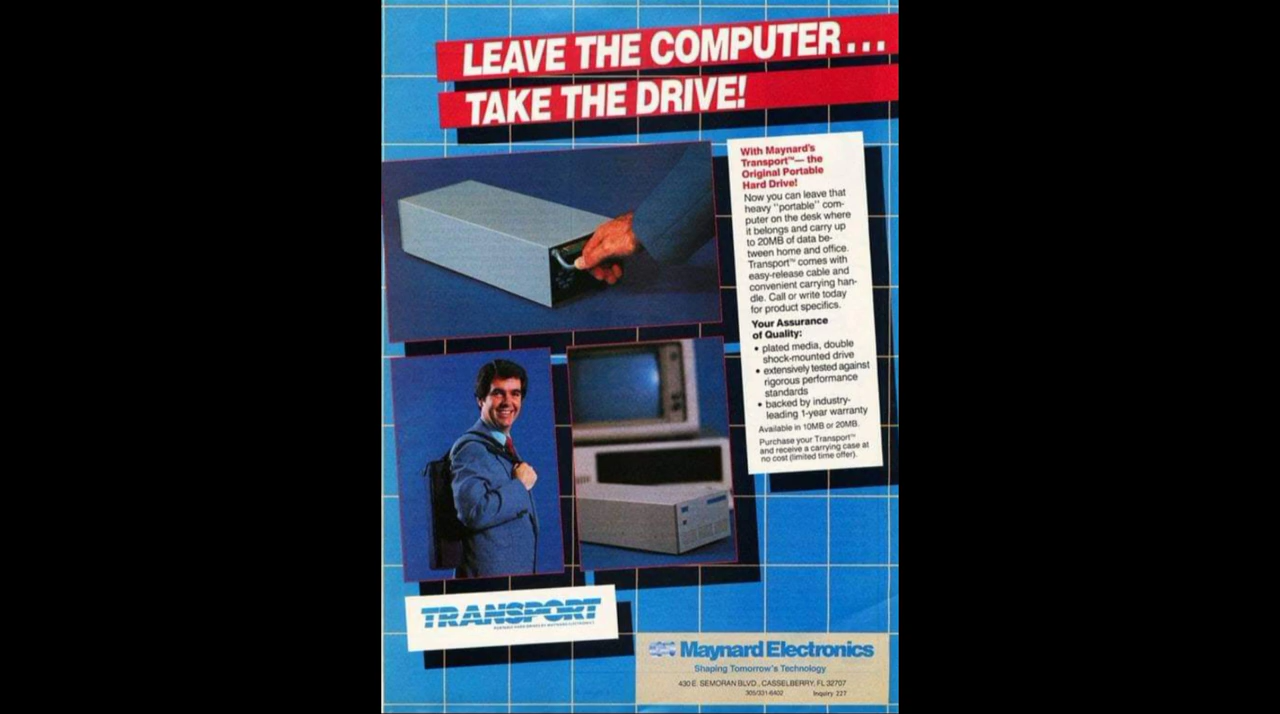 LEAVE THE COMPUTER...
TAKE THE DRIVE!
With Maynard's
Transport™— the
Original Portable
Hard Drive!
Now you can leave that
heavy "portable" com-
puter on the desk where
it belongs and carry up
to 20MB of data be-
tween home and office.
Transport™ comes with
easy-release cable and
convenient carrying han-
dle. Call or write today
for product specifics.
Your Assurance
of Quality:
• plated media, double
shock-mounted drive
• extensively tested against
rigorous performance
standards
• backed by industry-
leading 1-year warranty
Available in 10MB or 20MB.
Purchase your Transport™
and receive a carrying case at
no cost (limited time offer).
TRANSPORT
PORTABLE HARD DRIVES BY MAYNARD ELECTRONICS
Maynard Electronics
Shaping Tomorrow's Technology
430 E. SEMORAN BLVD., CASSELBERRY, FL 32707
305/331-6402
Inquiry 227